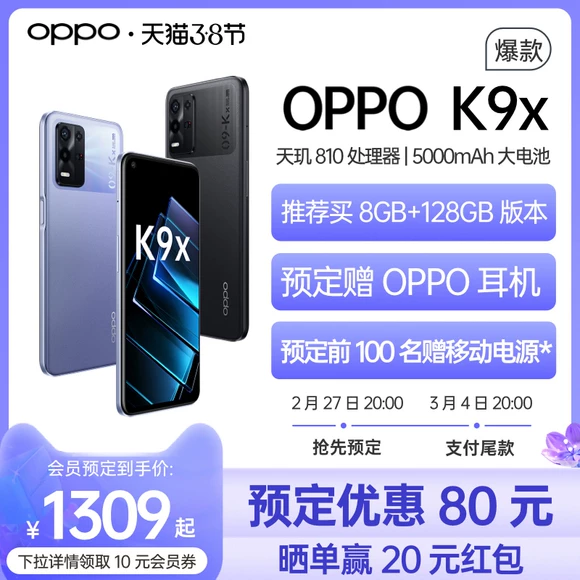 oppo · 天猫3.8节
爆款
OPPO K9x
天玑 810 处理器 | 5000mAh 大电池
推荐买 8GB+128GB 版本
预定赠 OPPO 耳机
预定前 100 名赠移动电源*
K9x
oppo
oppo
2 月 27 日 20:00
3 月 4 日 20:00
抢先预定
支付尾款
会员预定到手价:
¥1309起
下拉详情领取 10 元会员券
预定优惠 80 元
晒单赢 20 元红包